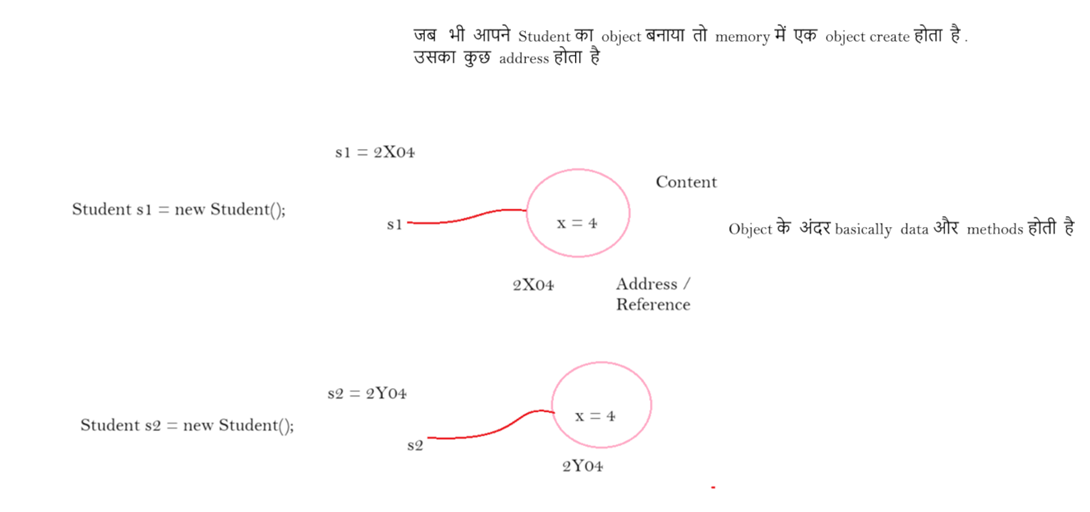 जब भी आपने Student का object बनाया तो memory में एक object create होता है .
उसका कुछ address होता है
s1 = 2X04
Content
Student s1 = new Student();
s1
x = 4
Object के अंदर basically data और methods होती है
2X04
Address /
Reference
s2 = 2Y04
Student s2 = new Student();
x = 4
s2
2Y04